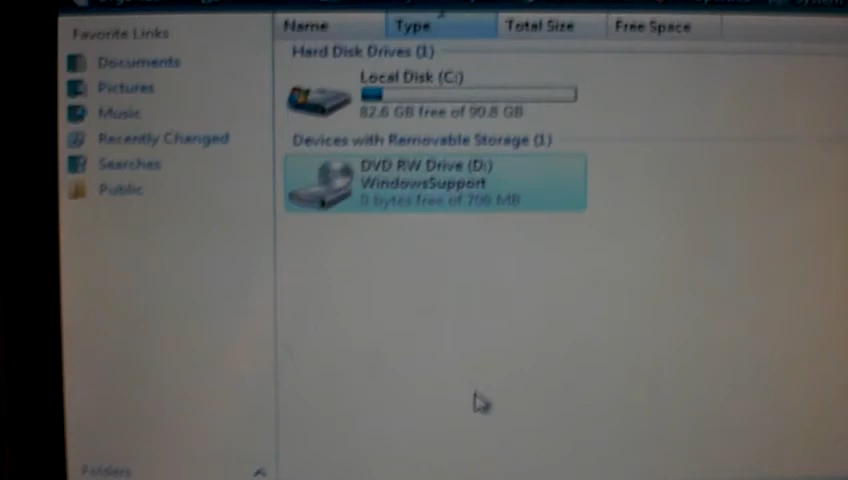 Favorite Links
Documents
Pictures
Music
Recently Changed
Searches
Public
Folders
Name
Type
Total Size
Free Space
Hard Disk Drives (1)
Local Disk (C:)
82.6 GB free of 90.8 GB
Devices with Removable Storage (1)
DVD RW Drive (D:)
WindowsSupport
0 bytes free of 706 MB